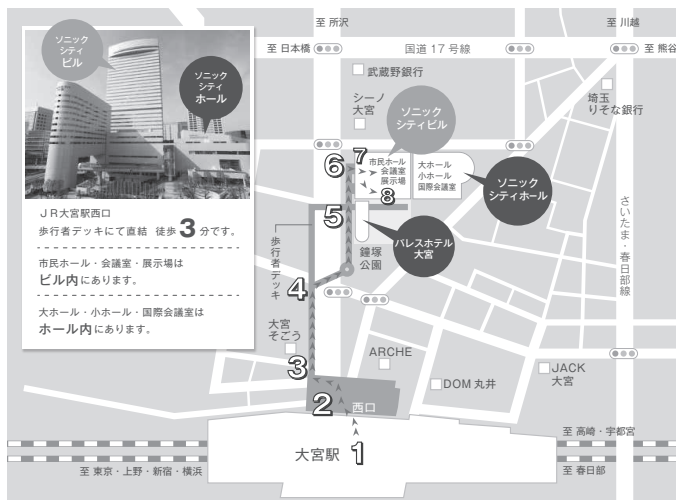 ソニック
シティ
ビル
ソニック
シティ
ホール
JR大宮駅西口
歩行者デッキにて直結 徒歩3分です。
市民ホール・会議室・展示場は
ビル内にあります。
大ホール・小ホール・国際会議室は
ホール内にあります。
至 所沢
至 川越
至 日本橋
国道17号線
至 熊谷
武蔵野銀行
シーノ
大宮
ソニック
シティビル
埼玉
りそな銀行
7
6
市民ホール
会議室
展示場
8
大ホール
小ホール
国際会議室
ソニック
シティホール
5
パレスホテル
大宮
鐘塚
公園
歩行者デッキ
さいたま・春日部線
4
大宮
そごう
3
ARCHE
DOM 丸井
JACK
大宮
2
西口
1
大宮駅
至 高崎・宇都宮
至 東京・上野・新宿・横浜
至 春日部